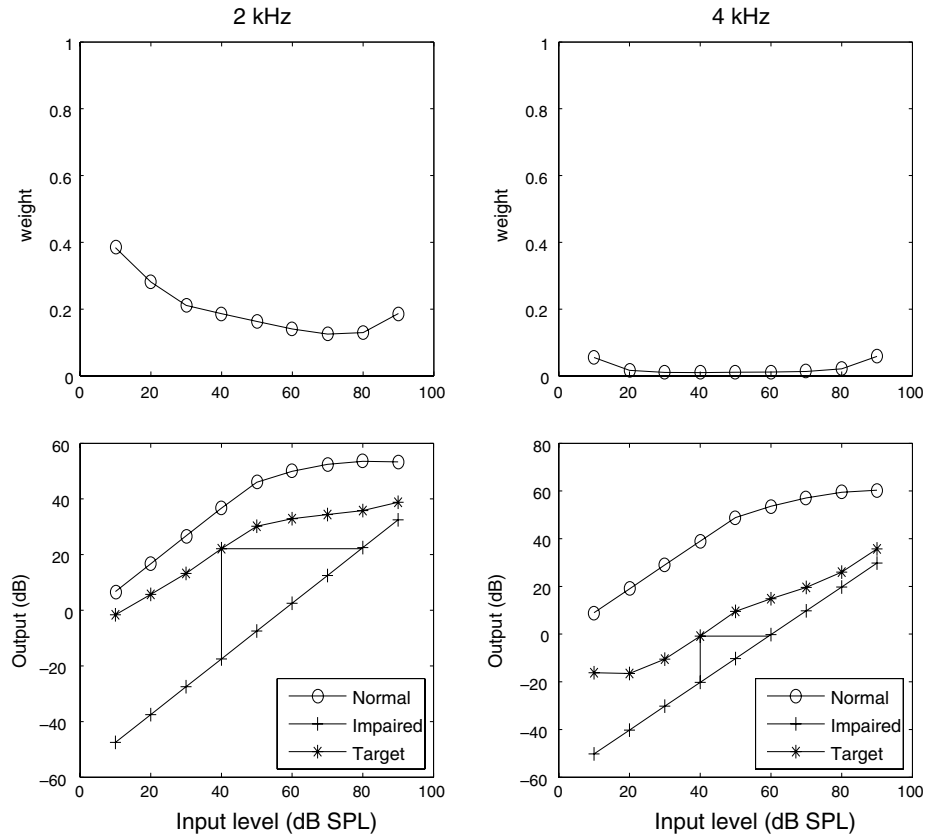 2 kHz
4 kHz
1
0.8
0.6
0.4
0.2
0
weight
0 20 40 60 80 100
1
0.8
0.6
0.4
0.2
0
weight
0 20 40 60 80 100
60
40
20
0
−20
−40
−60
Output (dB)
Normal
Impaired
Target
0 20 40 60 80 100
Input level (dB SPL)
80
60
40
20
0
−20
−40
−60
Output (dB)
Normal
Impaired
Target
0 20 40 60 80 100
Input level (dB SPL)